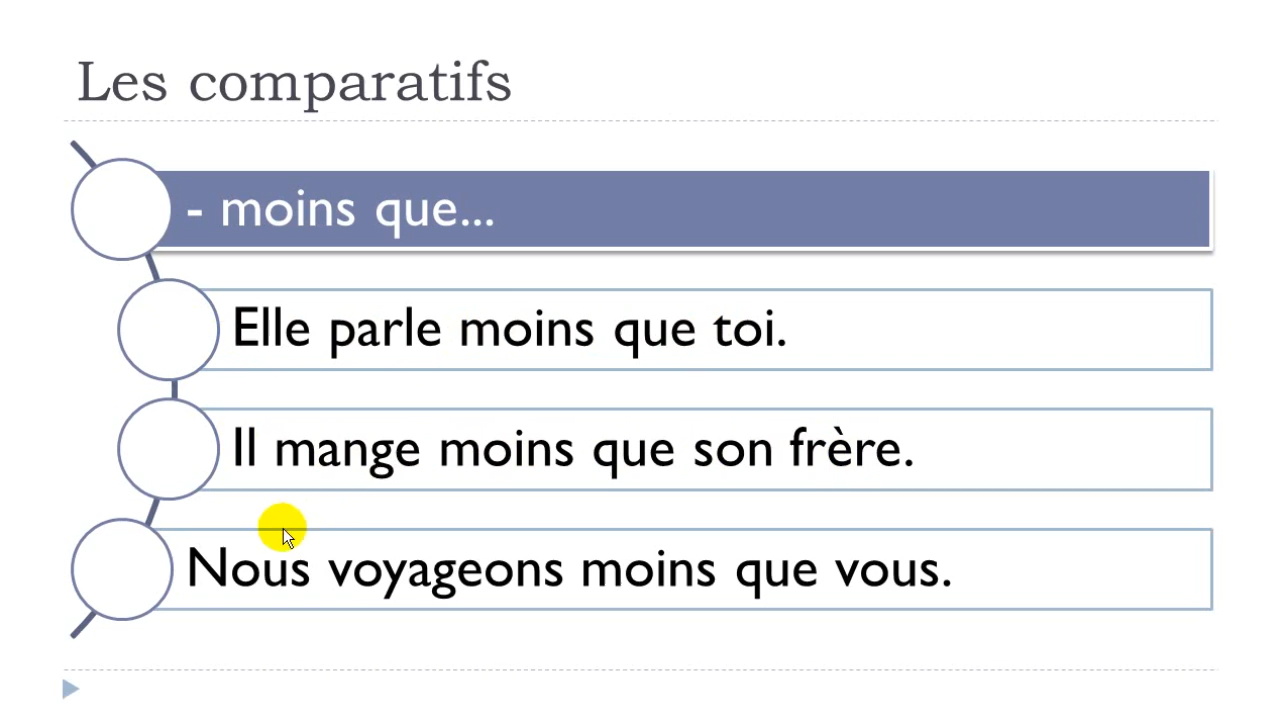 Les comparatifs
- moins que...
Elle parle moins que toi.
Il mange moins que son frère.
Nous voyageons moins que vous.